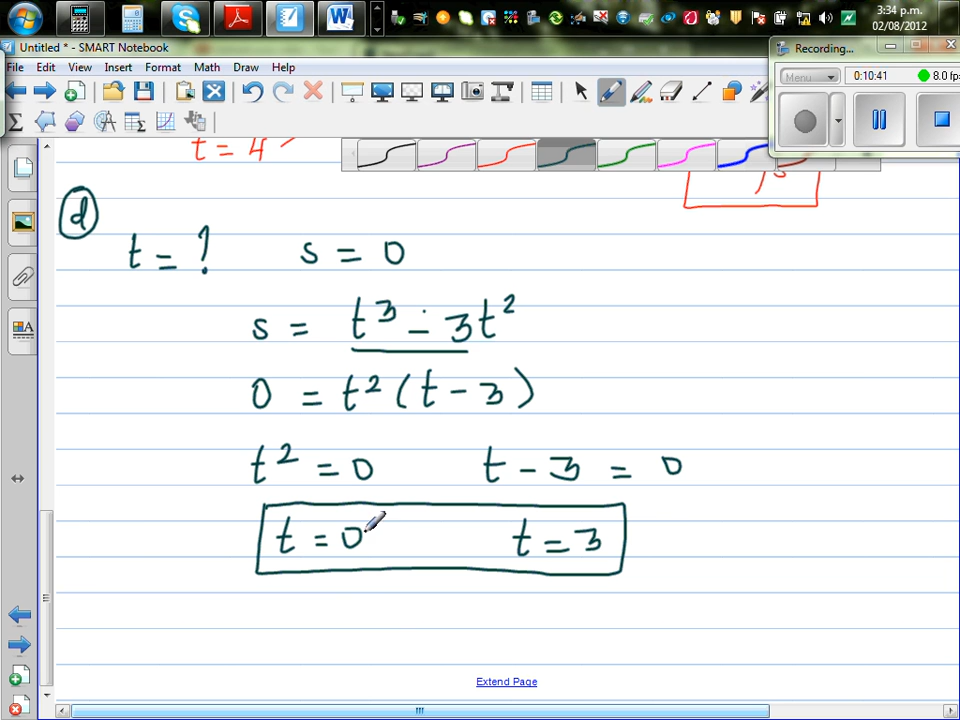 3:34 p.m.
02/08/2012
Untitled * - SMART Notebook
Recording...
File Edit View Insert Format Math Draw Help
Menu
0:10:41
8.0 fp
t = 4
d
t = ? s = 0
s = t³ - 3t²
0 = t² ( t - 3 )
t² = 0 t - 3 = 0
t = 0 t = 3
Extend Page